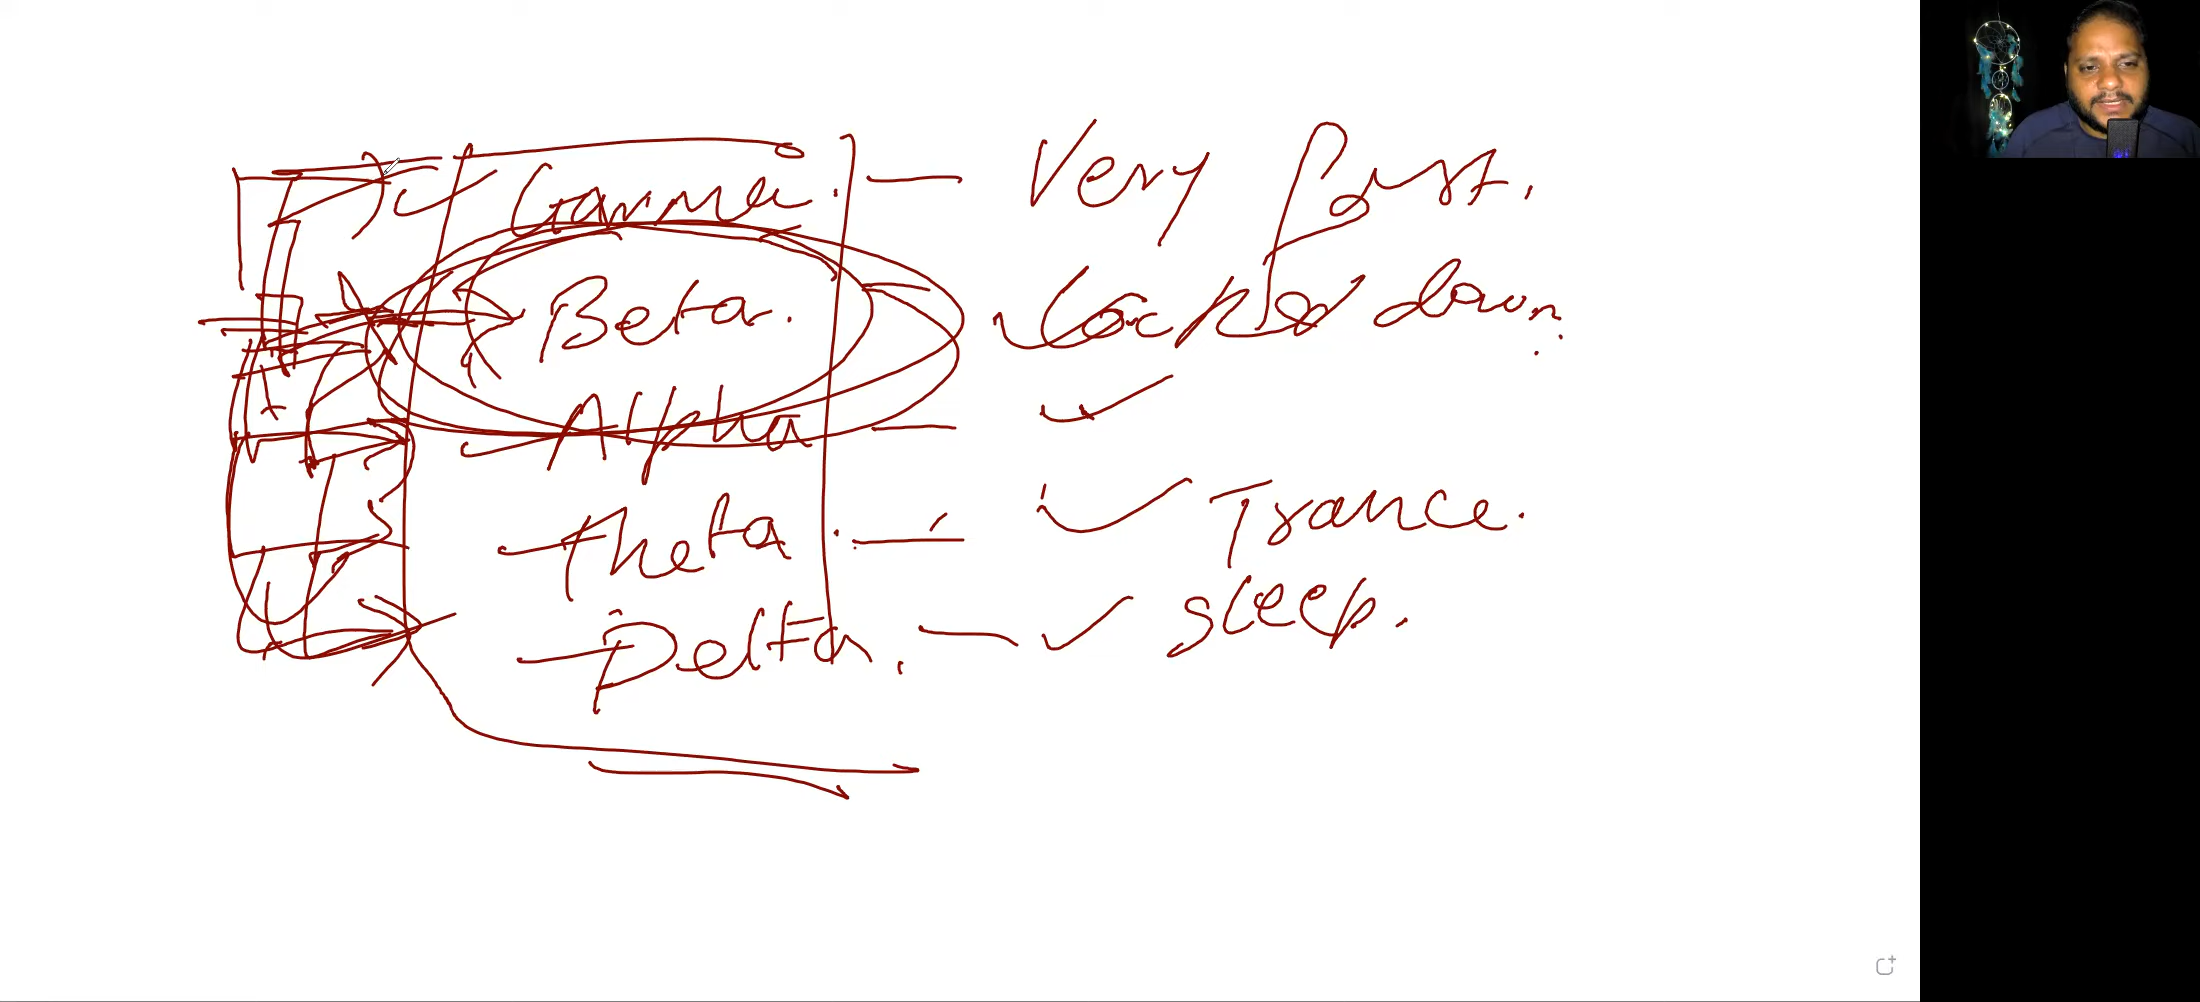 Gamma. — Very fast.
Beta. Locked down
Alpha — ✓
Theta. — ✓ Trance.
Delta. — ✓ Sleep.